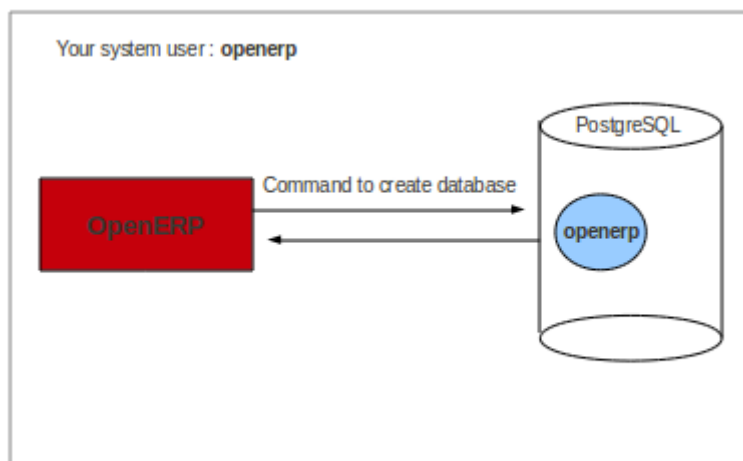 Your system user : openerp
PostgreSQL
Command to create database
OpenERP
openerp